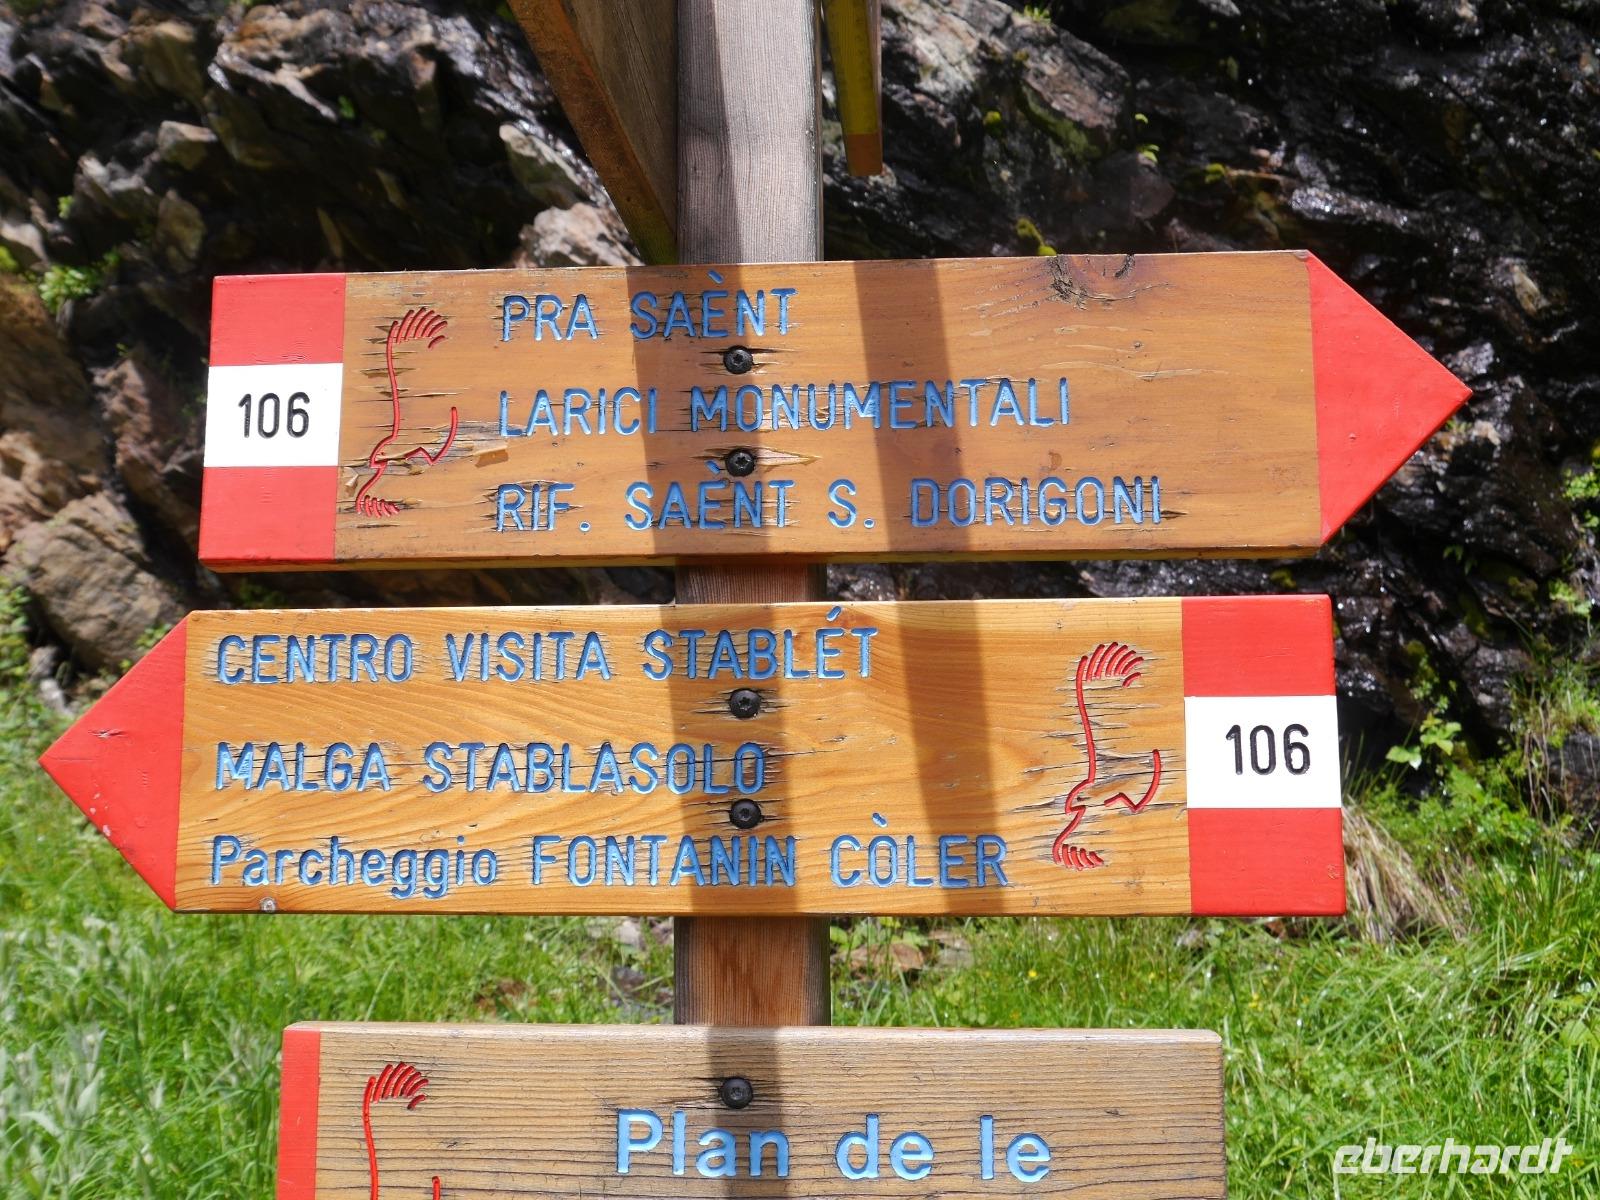 PRA SAÈNT
106
LARICI MONUMENTALI
RIF. SAÈNT S. DORIGONI
CENTRO VISITA STABLÉT
MALGA STABLASOLO
106
Parcheggio FONTANIN CÒLER
Plan de le
eberhardt